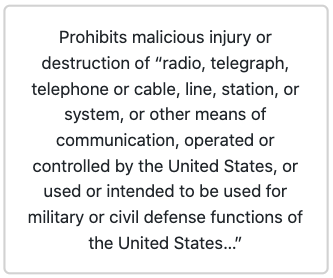 Prohibits malicious injury or
destruction of “radio, telegraph,
telephone or cable, line, station, or
system, or other means of
communication, operated or
controlled by the United States, or
used or intended to be used for
military or civil defense functions of
the United States...”